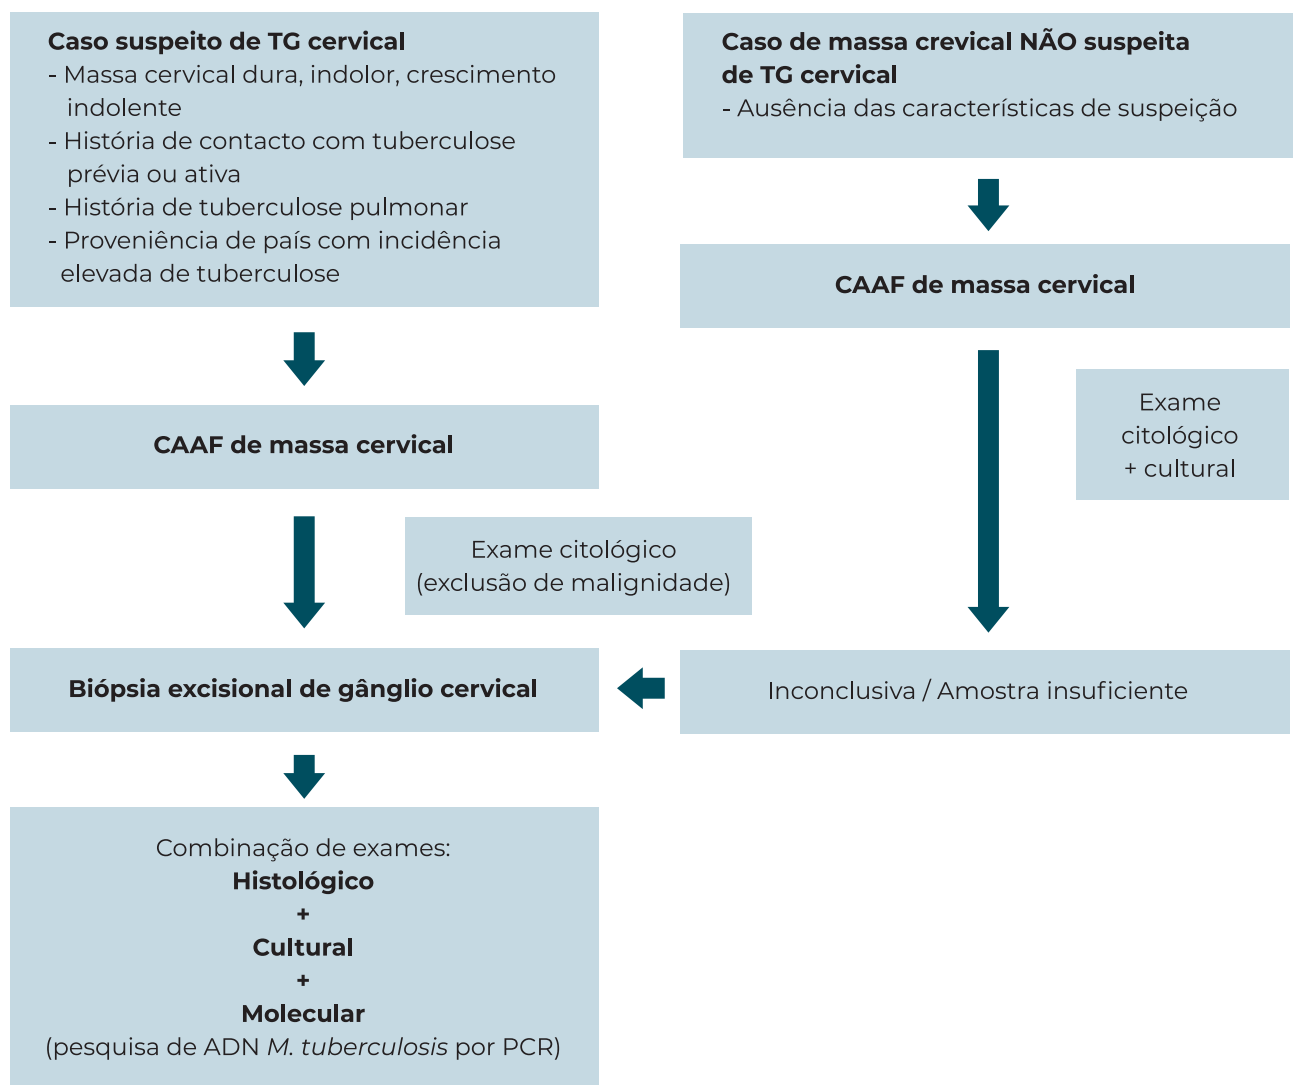 Caso suspeito de TG cervical
- Massa cervical dura, indolor, crescimento
indolente
- História de contacto com tuberculose
prévia ou ativa
- História de tuberculose pulmonar
- Proveniência de país com incidência
elevada de tuberculose
CAAF de massa cervical
Exame citológico
(exclusão de malignidade)
Biópsia excisional de gânglio cervical
Combinação de exames:
Histológico
+
Cultural
+
Molecular
(pesquisa de ADN M. tuberculosis por PCR)
Caso de massa crevical NÃO suspeita
de TG cervical
- Ausência das características de suspeição
CAAF de massa cervical
Exame
citológico
+ cultural
Inconclusiva / Amostra insuficiente